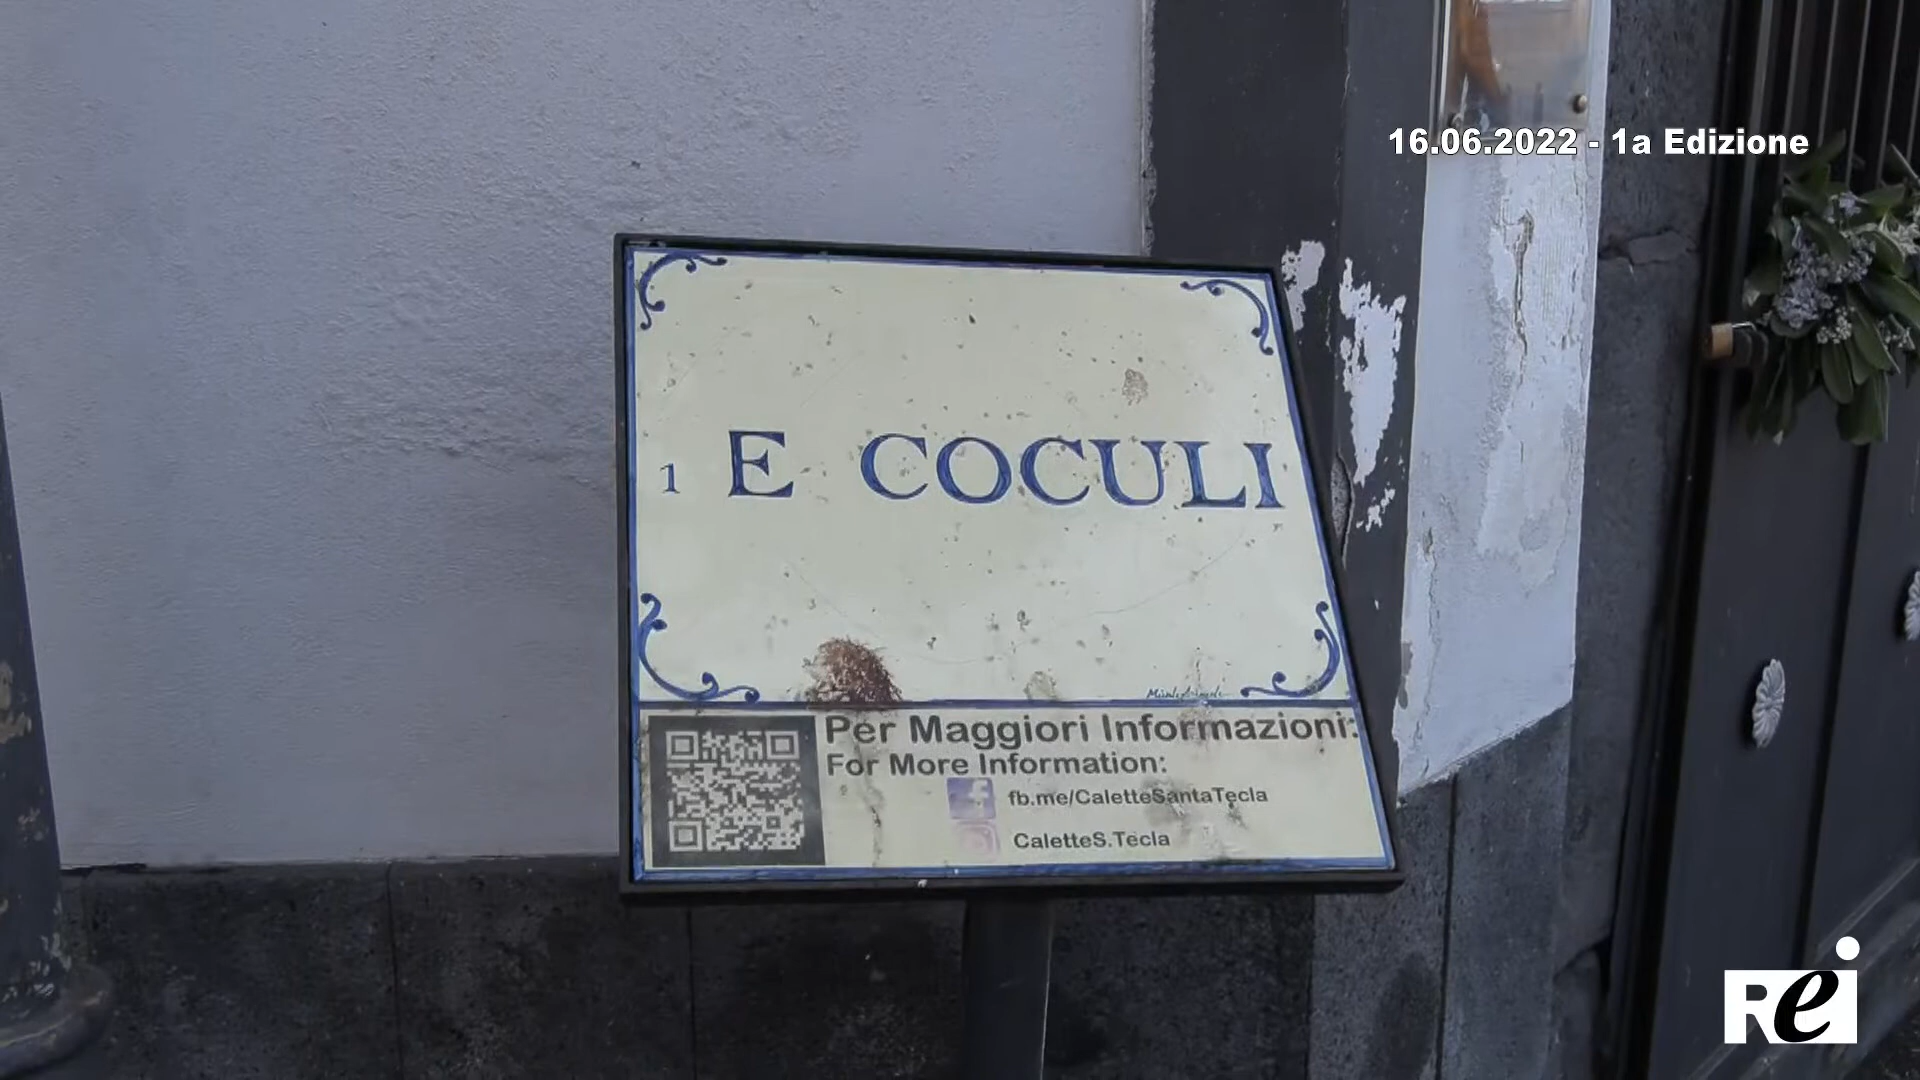 16.06.2022 - 1a Edizione
1 E COCULI
Per Maggiori Informazioni:
For More Information:
fb.me/CaletteSantaTecla
CaletteS.Tecla
Rei